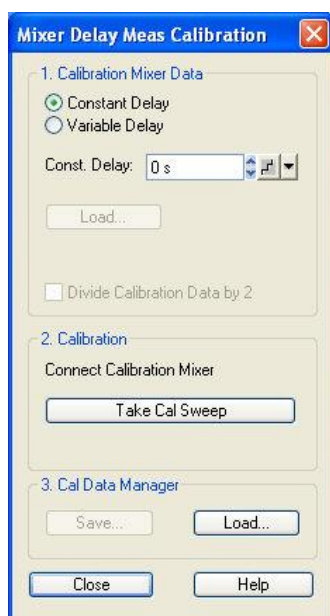 Mixer Delay Meas Calibration
1. Calibration Mixer Data
Constant Delay
Variable Delay
Const. Delay: 0 s
Load...
Divide Calibration Data by 2
2. Calibration
Connect Calibration Mixer
Take Cal Sweep
3. Cal Data Manager
Save... Load...
Close Help